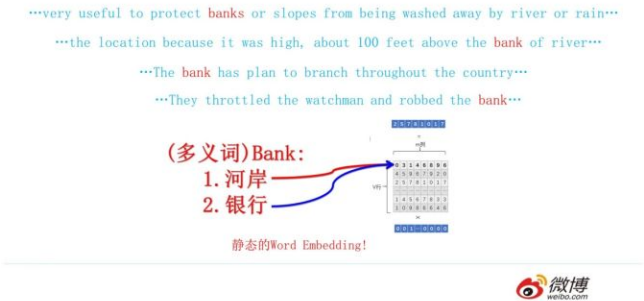 …very useful to protect banks or slopes from being washed away by river or rain…
…the location because it was high, about 100 feet above the bank of river…
…The bank has plan to branch throughout the country…
…They throttled the watchman and robbed the bank…
(多义词)Bank:
1.河岸
2.银行
静态的Word Embedding!
微博
weibo.com